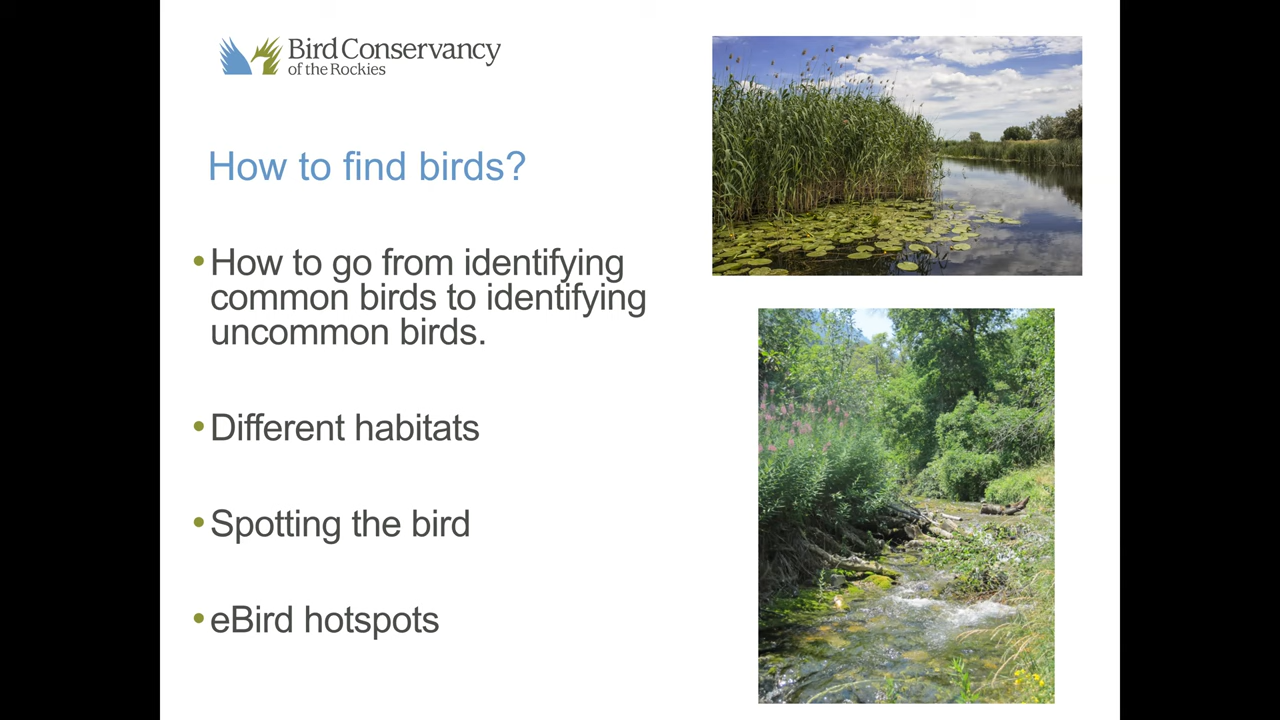 Bird Conservancy
of the Rockies
How to find birds?
•How to go from identifying
common birds to identifying
uncommon birds.
•Different habitats
•Spotting the bird
•eBird hotspots